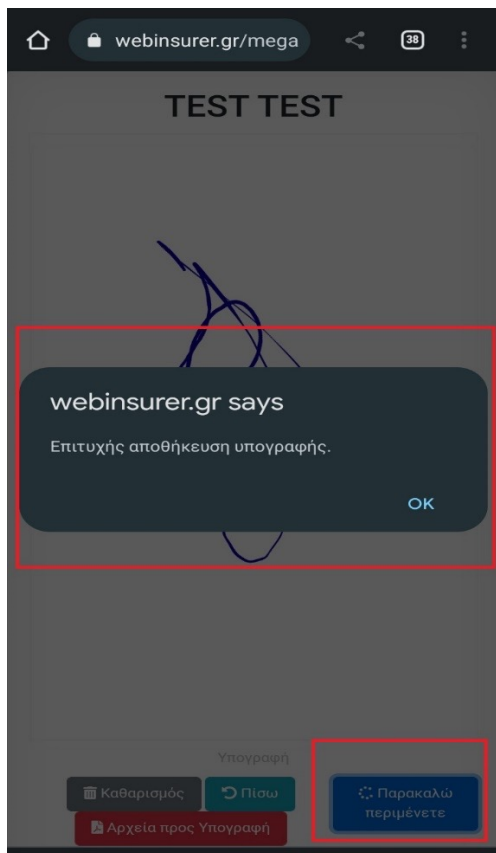 webinsurer.gr/mega
38
TEST TEST
webinsurer.gr says
Επιτυχής αποθήκευση υπογραφής.
OK
Υπογραφή
Καθαρισμός
Πίσω
Παρακαλώ
περιμένετε
Αρχεία προς Υπογραφή